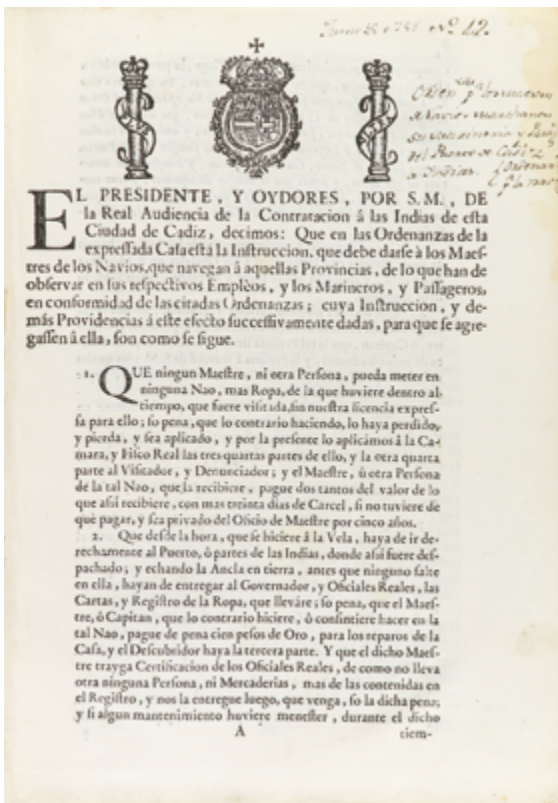 Nº. 12.
EL PRESIDENTE, Y OYDORES, POR S.M., DE
la Real Audiencia de la Contratacion â las Indias de esta
Ciudad de Cadiz, decimos: Que en las Ordenanzas de la
expressada Casa està la Instruccion, que debe darse à los Maes-
tres de los Navios, que navegan â aquellas Provincias, de lo que han de
observar en sus respectivos Emplèos, y los Marineros, y Passageros,
en conformidad de las citadas Ordenanzas; cuya Instruccion, y de-
más Providencias á este efecto successivamente dadas, para que se agre-
gassen â ella, son como se sigue.
1. QUE ningun Maestre, ni otra Persona, pueda meter en
ninguna Nao, mas Ropa, de la que huviere dentro al
tiempo, que fuere visitada, sin nuestra licencia expres-
sa para ello; so pena, que lo contrario haciendo, lo haya perdido,
y pierda, y sea aplicado, y por la presente lo aplicámos â la Ca-
mara, y Fisco Real las tres quartas partes de ello, y la otra quarta
parte al Visitador, y Denunciador; y el Maestre, ù otra Persona
de la tal Nao, que la recibiere, pague dos tantos del valor de lo
que assi recibiere, con mas treinta dias de Carcel, si no tuviere de
què pagar, y sea privado del Oficio de Maestre por cinco años.
2. Que desde la hora, que se hiciere â la Vela, haya de ir de-
rechamente al Puerto, ò partes de las Indias, donde assi fuere des-
pachado; y echando la Ancla en tierra, antes que ninguno salte
en ella, hayan de entregar al Governador, y Oficiales Reales, las
Cartas, y Registro de la Ropa, que lleváre; so pena, que el Maes-
tre, ò Capitan, que lo contrario hiciere, ò consintiere hacer en la
tal Nao, pague de pena cien pesos de Oro, para los reparos de la
Casa, y el Descubridor haya la tercera parte. Y que el dicho Maes-
tre trayga Certificacion de los Oficiales Reales, de como no lleva
otra ninguna Persona, ni Mercaderias, mas de las contenidas en
el Registro, y nos la entregue luego, que venga, so la dicha pena;
y si algun mantenimiento huviere menester, durante el dicho
A tiem-